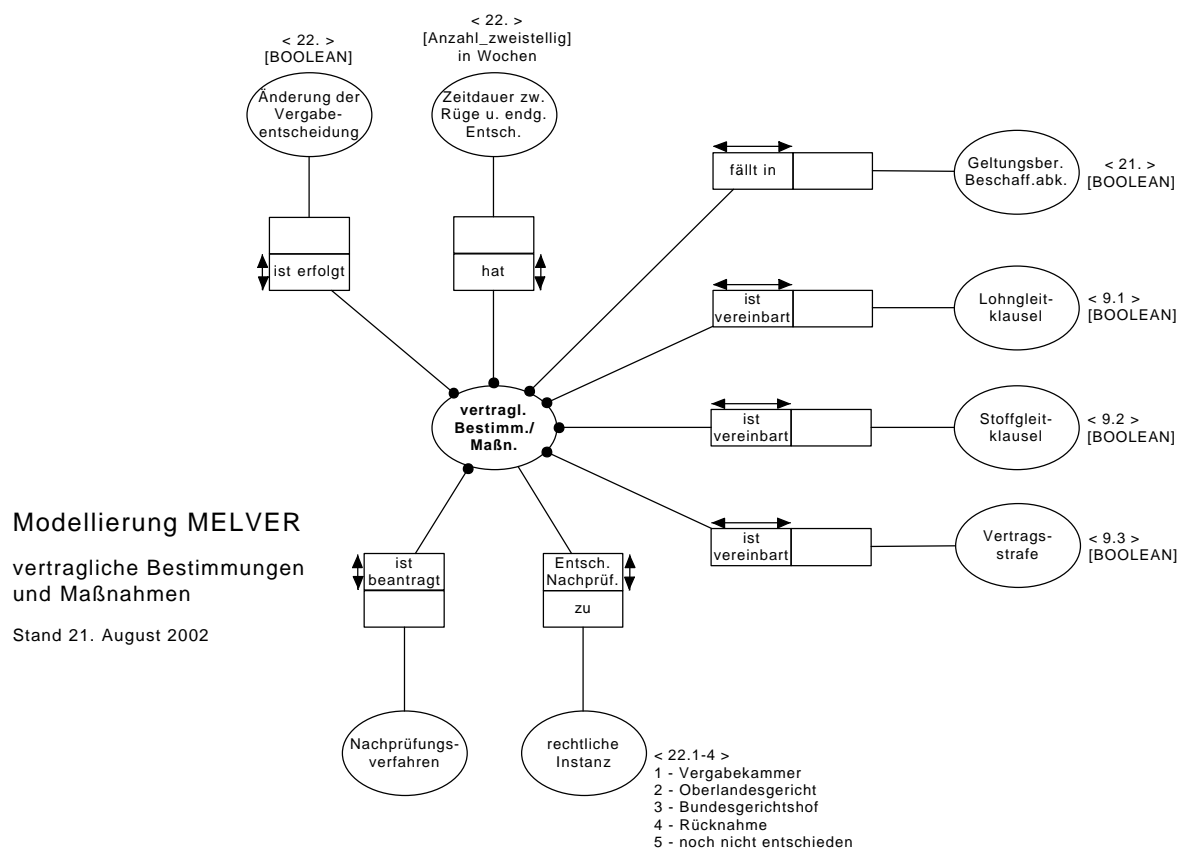 < 22. >
[BOOLEAN]
Änderung der
Vergabe-
entscheidung
ist erfolgt
< 22. >
[Anzahl_zweistellig]
in Wochen
Zeitdauer zw.
Rüge u. endg.
Entsch.
hat
fällt in
Geltungsber.
Beschaff.abk.
< 21. >
[BOOLEAN]
ist
vereinbart
Lohngleit-
klausel
< 9.1 >
[BOOLEAN]
vertragl.
Bestimm./
Maßn.
ist
vereinbart
Stoffgleit-
klausel
< 9.2 >
[BOOLEAN]
ist
vereinbart
Vertrags-
strafe
< 9.3 >
[BOOLEAN]
Modellierung MELVER
vertragliche Bestimmungen
und Maßnahmen
Stand 21. August 2002
ist
beantragt
Nachprüfungs-
verfahren
Entsch.
Nachprüf.
zu
rechtliche
Instanz
< 22.1-4 >
1 - Vergabekammer
2 - Oberlandesgericht
3 - Bundesgerichtshof
4 - Rücknahme
5 - noch nicht entschieden